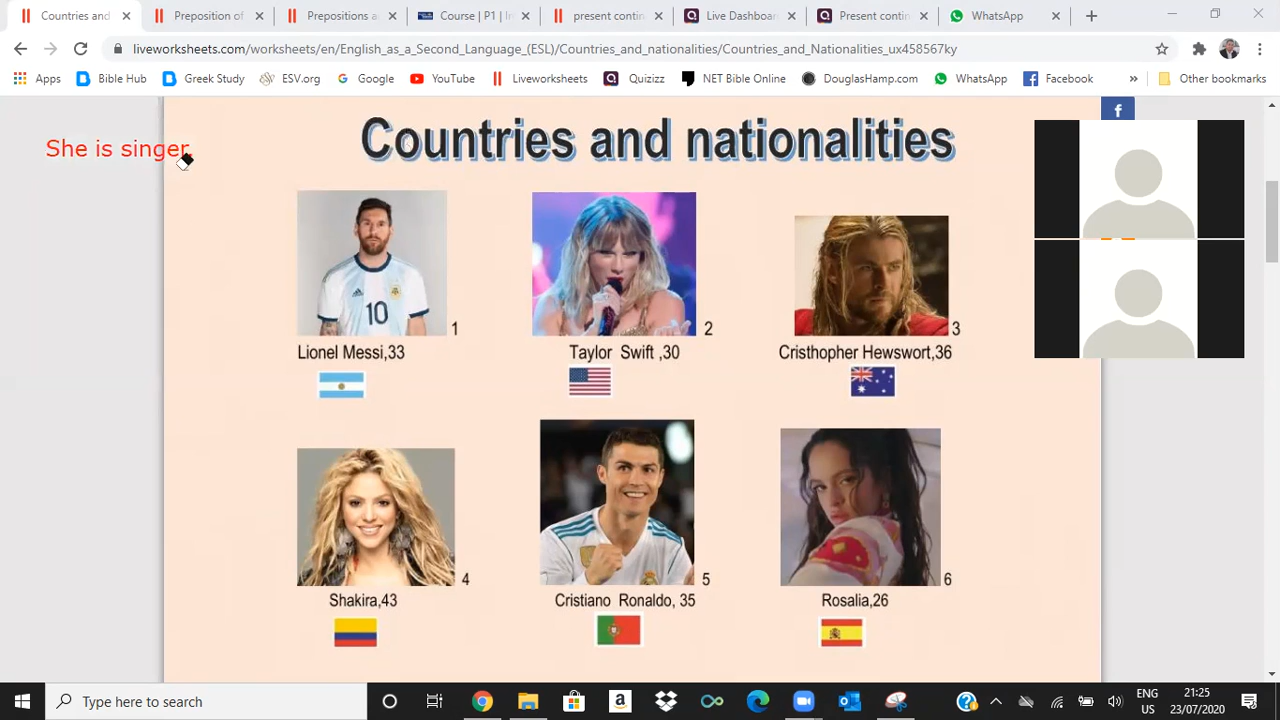 Countries and
Preposition of
Prepositions a
Course | P1 | In
present contin
Live Dashboar
Present contin
WhatsApp
liveworksheets.com/worksheets/en/English_as_a_Second_Language_(ESL)/Countries_and_nationalities/Countries_and_Nationalities_ux458567ky
Apps
Bible Hub
Greek Study
ESV.org
Google
YouTube
Liveworksheets
Quizizz
NET Bible Online
DouglasHamp.com
WhatsApp
Facebook
»
Other bookmarks
She is singer
Countries and nationalities
10
1
2
3
Lionel Messi,33
Taylor Swift ,30
Cristhopher Hewswort,36
4
5
6
Shakira,43
Cristiano Ronaldo, 35
Rosalia,26
Type here to search
ENG
US
21:25
23/07/2020